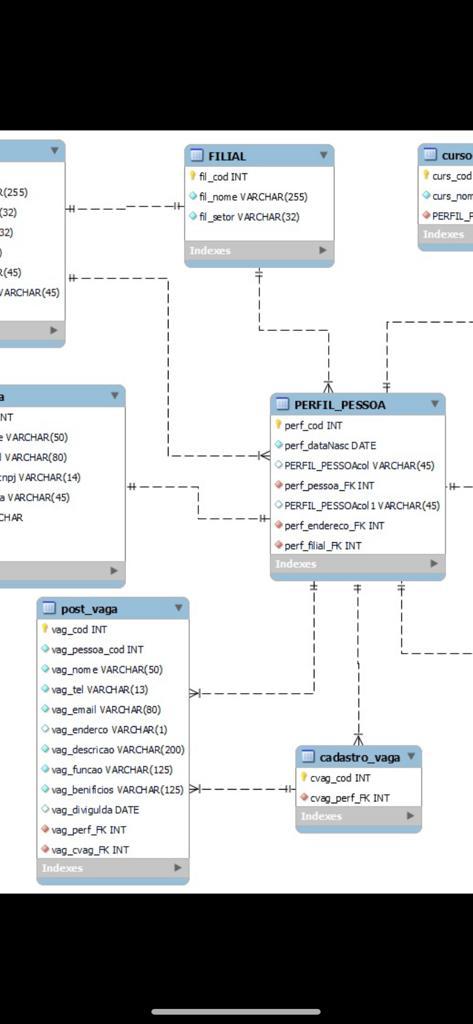 R(255)
(32)
32)
)
R(45)
VARCHAR(45)
FILIAL
fil_cod INT
fil_nome VARCHAR(255)
fil_setor VARCHAR(32)
Indexes
curso
curs_cod
curs_nom
PERFIL_P
Indexes
a
NT
e VARCHAR(50)
l VARCHAR(80)
cnpj VARCHAR(14)
a VARCHAR(45)
CHAR
PERFIL_PESSOA
perf_cod INT
perf_dataNasc DATE
PERFIL_PESSOAcol VARCHAR(45)
perf_pessoa_FK INT
PERFIL_PESSOAcol1 VARCHAR(45)
perf_endereco_FK INT
perf_filial_FK INT
Indexes
post_vaga
vag_cod INT
vag_pessoa_cod INT
vag_nome VARCHAR(50)
vag_tel VARCHAR(13)
vag_email VARCHAR(80)
vag_enderco VARCHAR(1)
vag_descricao VARCHAR(200)
vag_funcao VARCHAR(125)
vag_benificios VARCHAR(125)
vag_divigulda DATE
vag_perf_FK INT
vag_cvag_FK INT
Indexes
cadastro_vaga
cvag_cod INT
cvag_perf_FK INT
Indexes